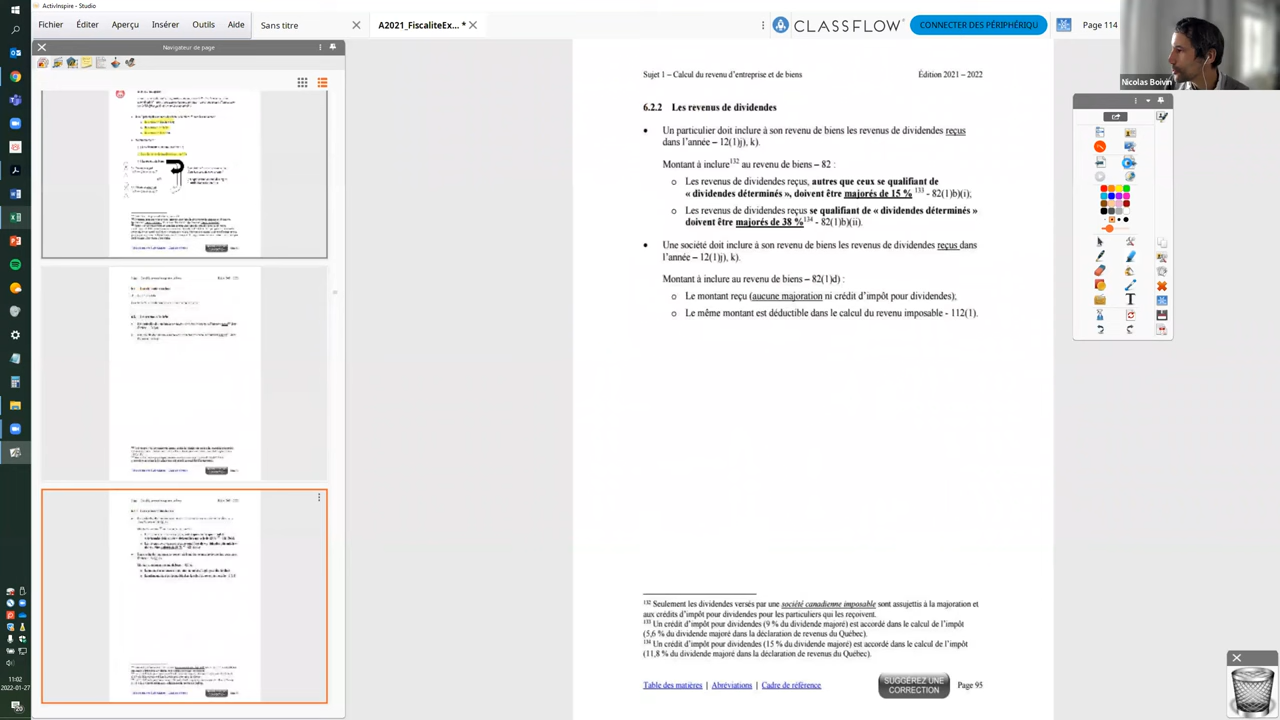 ActivInspire - Studio
Fichier Éditer Aperçu Insérer Outils Aide
Sans titre
A2021_FiscaliteEx... *
CLASSFLOW
CONNECTER DES PÉRIPHÉRIQU
Page 114
Navigateur de page
Nicolas Boivin
Sujet 1 – Calcul du revenu d'entreprise et de biens
Édition 2021 – 2022
6.2.2 Les revenus de dividendes
• Un particulier doit inclure à son revenu de biens les revenus de dividendes reçus
dans l'année – 12(1)j), k).
Montant à inclure132 au revenu de biens – 82 :
o Les revenus de dividendes reçus, autres que ceux se qualifiant de
« dividendes déterminés », doivent être majorés de 15 % 133 - 82(1)b)(i);
o Les revenus de dividendes reçus se qualifiant de « dividendes déterminés »
doivent être majorés de 38 %134 - 82(1)b)(ii).
• Une société doit inclure à son revenu de biens les revenus de dividendes reçus dans
l'année – 12(1)j), k).
Montant à inclure au revenu de biens – 82(1)d) :
o Le montant reçu (aucune majoration ni crédit d'impôt pour dividendes);
o Le même montant est déductible dans le calcul du revenu imposable - 112(1).
132 Seulement les dividendes versés par une société canadienne imposable sont assujettis à la majoration et
aux crédits d'impôt pour dividendes pour les particuliers qui les reçoivent.
133 Un crédit d'impôt pour dividendes (9 % du dividende majoré) est accordé dans le calcul de l'impôt
(5,6 % du dividende majoré dans la déclaration de revenus du Québec).
134 Un crédit d'impôt pour dividendes (15 % du dividende majoré) est accordé dans le calcul de l'impôt
(11,8 % du dividende majoré dans la déclaration de revenus du Québec).
Table des matières | Abréviations | Cadre de référence
SUGGÉREZ UNE
CORRECTION
Page 95